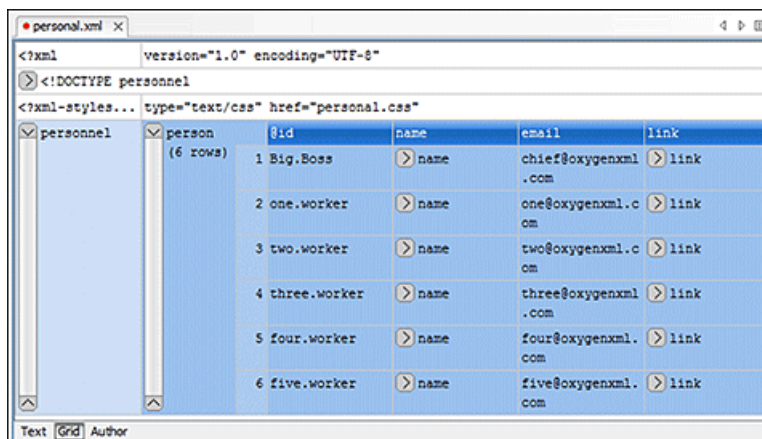 personal.xml
<?xml version="1.0" encoding="UTF-8"
<!DOCTYPE personnel
<?xml-styles... type="text/css" href="personal.css"
personnel person @id name email link
(6 rows)
1 Big.Boss name chief@oxygenxml link
.com
2 one.worker name one@oxygenxml.c link
om
3 two.worker name two@oxygenxml.c link
om
4 three.worker name three@oxygenxml link
.com
5 four.worker name four@oxygenxml. link
com
6 five.worker name five@oxygenxml. link
com
Text Grid Author